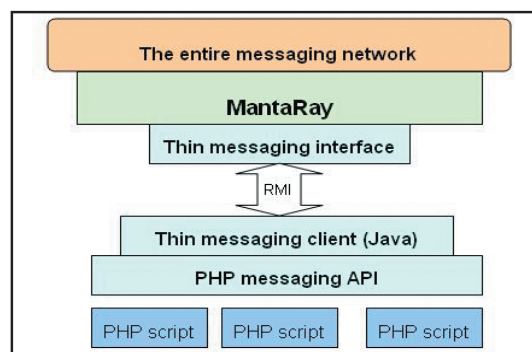 The entire messaging network
MantaRay
Thin messaging interface
RMI
Thin messaging client (Java)
PHP messaging API
PHP script PHP script PHP script